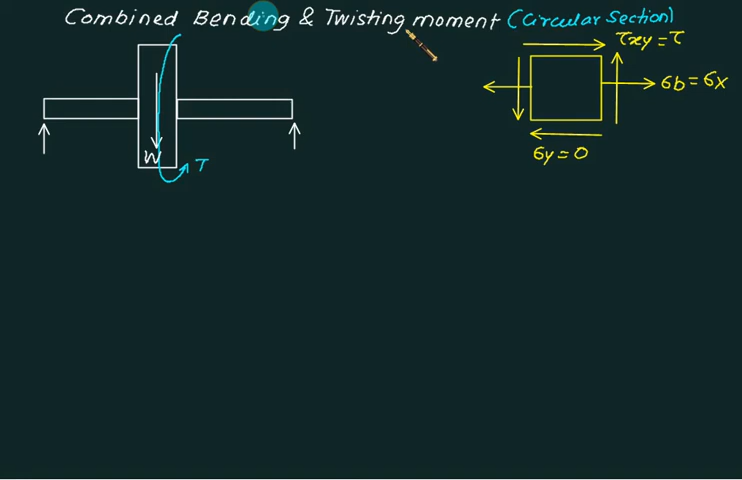 Combined Bending & Twisting moment (Circular Section)
τxy = τ
σb = σx
W
T
σy = 0